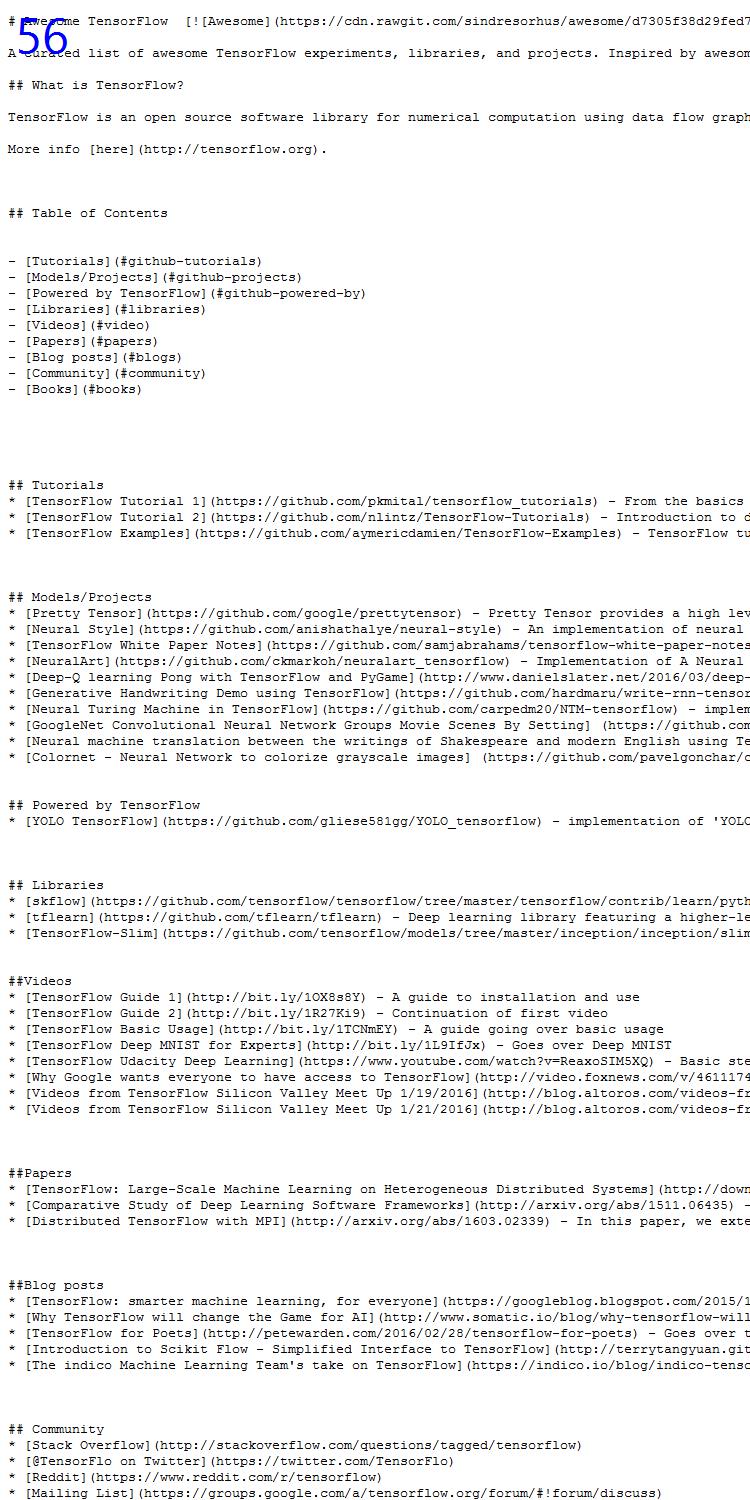 56
# Awesome TensorFlow  [![Awesome](https://cdn.rawgit.com/sindresorhus/awesome/d7305f38d29fed7
A curated list of awesome TensorFlow experiments, libraries, and projects. Inspired by awesom
## What is TensorFlow?
TensorFlow is an open source software library for numerical computation using data flow graph
More info [here](http://tensorflow.org).
## Table of Contents
- [Tutorials](#github-tutorials)
- [Models/Projects](#github-projects)
- [Powered by TensorFlow](#github-powered-by)
- [Libraries](#libraries)
- [Videos](#video)
- [Papers](#papers)
- [Blog posts](#blogs)
- [Community](#community)
- [Books](#books)
## Tutorials
* [TensorFlow Tutorial 1](https://github.com/pkmital/tensorflow_tutorials) - From the basics
* [TensorFlow Tutorial 2](https://github.com/nlintz/TensorFlow-Tutorials) - Introduction to d
* [TensorFlow Examples](https://github.com/aymericdamien/TensorFlow-Examples) - TensorFlow tu
## Models/Projects
* [Pretty Tensor](https://github.com/google/prettytensor) - Pretty Tensor provides a high lev
* [Neural Style](https://github.com/anishathalye/neural-style) - An implementation of neural
* [TensorFlow White Paper Notes](https://github.com/samjabrahams/tensorflow-white-paper-notes
* [NeuralArt](https://github.com/ckmarkoh/neuralart_tensorflow) - Implementation of A Neural
* [Deep-Q learning Pong with TensorFlow and PyGame](http://www.danielslater.net/2016/03/deep-
* [Generative Handwriting Demo using TensorFlow](https://github.com/hardmaru/write-rnn-tensor
* [Neural Turing Machine in TensorFlow](https://github.com/carpedm20/NTM-tensorflow) - implem
* [GoogleNet Convolutional Neural Network Groups Movie Scenes By Setting] (https://github.com
* [Neural machine translation between the writings of Shakespeare and modern English using Te
* [Colornet - Neural Network to colorize grayscale images] (https://github.com/pavelgonchar/c
## Powered by TensorFlow
* [YOLO TensorFlow](https://github.com/gliese581gg/YOLO_tensorflow) - implementation of 'YOLO
## Libraries
* [skflow](https://github.com/tensorflow/tensorflow/tree/master/tensorflow/contrib/learn/pyth
* [tflearn](https://github.com/tflearn/tflearn) - Deep learning library featuring a higher-le
* [TensorFlow-Slim](https://github.com/tensorflow/models/tree/master/inception/inception/slim
##Videos
* [TensorFlow Guide 1](http://bit.ly/1OX8s8Y) - A guide to installation and use
* [TensorFlow Guide 2](http://bit.ly/1R27Ki9) - Continuation of first video
* [TensorFlow Basic Usage](http://bit.ly/1TCNmEY) - A guide going over basic usage
* [TensorFlow Deep MNIST for Experts](http://bit.ly/1L9IfJx) - Goes over Deep MNIST
* [TensorFlow Udacity Deep Learning](https://www.youtube.com/watch?v=ReaxoSIM5XQ) - Basic ste
* [Why Google wants everyone to have access to TensorFlow](http://video.foxnews.com/v/4611174
* [Videos from TensorFlow Silicon Valley Meet Up 1/19/2016](http://blog.altoros.com/videos-fr
* [Videos from TensorFlow Silicon Valley Meet Up 1/21/2016](http://blog.altoros.com/videos-fr
##Papers
* [TensorFlow: Large-Scale Machine Learning on Heterogeneous Distributed Systems](http://down
* [Comparative Study of Deep Learning Software Frameworks](http://arxiv.org/abs/1511.06435) -
* [Distributed TensorFlow with MPI](http://arxiv.org/abs/1603.02339) - In this paper, we exte
##Blog posts
* [TensorFlow: smarter machine learning, for everyone](https://googleblog.blogspot.com/2015/1
* [Why TensorFlow will change the Game for AI](http://www.somatic.io/blog/why-tensorflow-will
* [TensorFlow for Poets](http://petewarden.com/2016/02/28/tensorflow-for-poets) - Goes over t
* [Introduction to Scikit Flow - Simplified Interface to TensorFlow](http://terrytangyuan.git
* [The indico Machine Learning Team's take on TensorFlow](https://indico.io/blog/indico-tenso
## Community
* [Stack Overflow](http://stackoverflow.com/questions/tagged/tensorflow)
* [@TensorFlo on Twitter](https://twitter.com/TensorFlo)
* [Reddit](https://www.reddit.com/r/tensorflow)
* [Mailing List](https://groups.google.com/a/tensorflow.org/forum/#!forum/discuss)